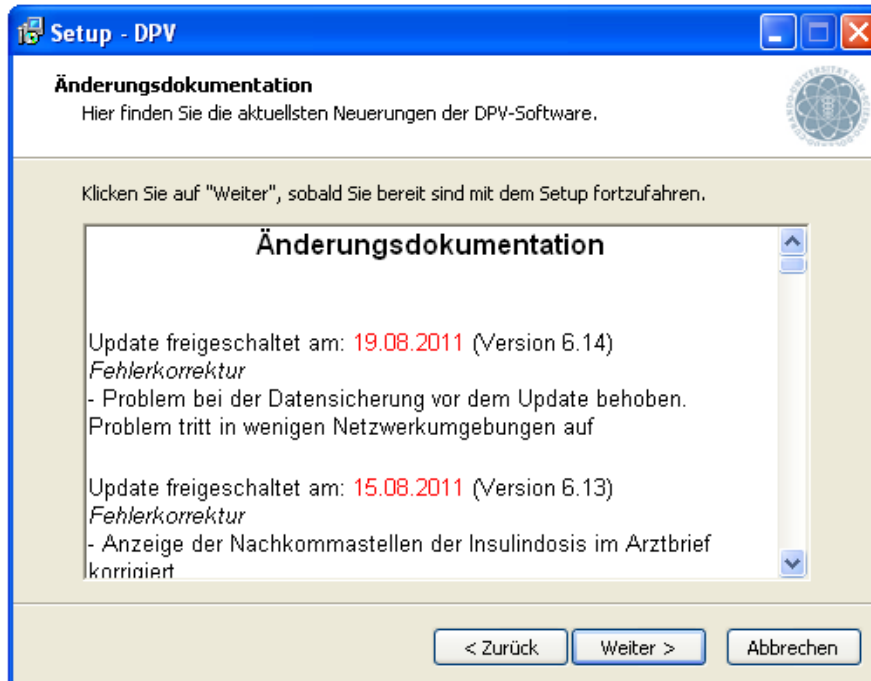 Setup - DPV
Änderungsdokumentation
Hier finden Sie die aktuellsten Neuerungen der DPV-Software.
Klicken Sie auf "Weiter", sobald Sie bereit sind mit dem Setup fortzufahren.
Änderungsdokumentation
Update freigeschaltet am: 19.08.2011 (Version 6.14)
Fehlerkorrektur
- Problem bei der Datensicherung vor dem Update behoben.
Problem tritt in wenigen Netzwerkumgebungen auf
Update freigeschaltet am: 15.08.2011 (Version 6.13)
Fehlerkorrektur
- Anzeige der Nachkommastellen der Insulindosis im Arztbrief
korrigiert
< Zurück
Weiter >
Abbrechen